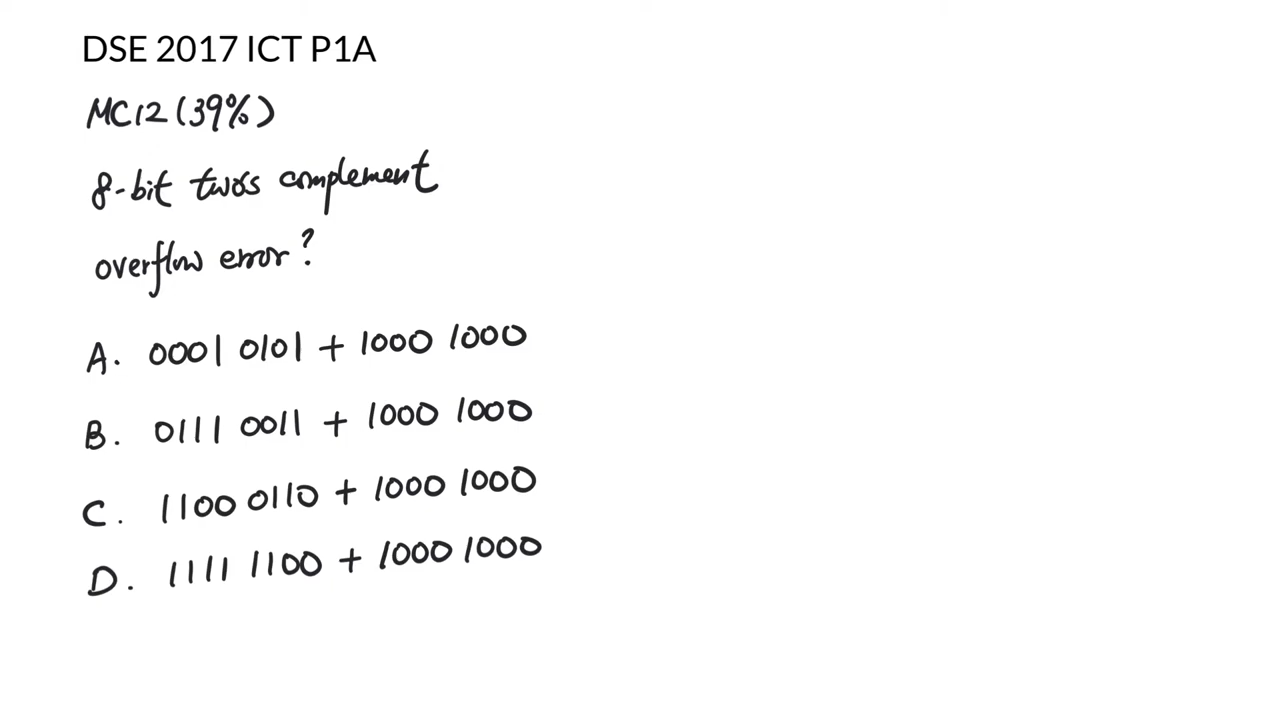 DSE 2017 ICT P1A
MC12 (39%)
8-bit two's complement
overflow error?
A. 0001 0101 + 1000 1000
B. 0111 0011 + 1000 1000
C. 1100 0110 + 1000 1000
D. 1111 1100 + 1000 1000